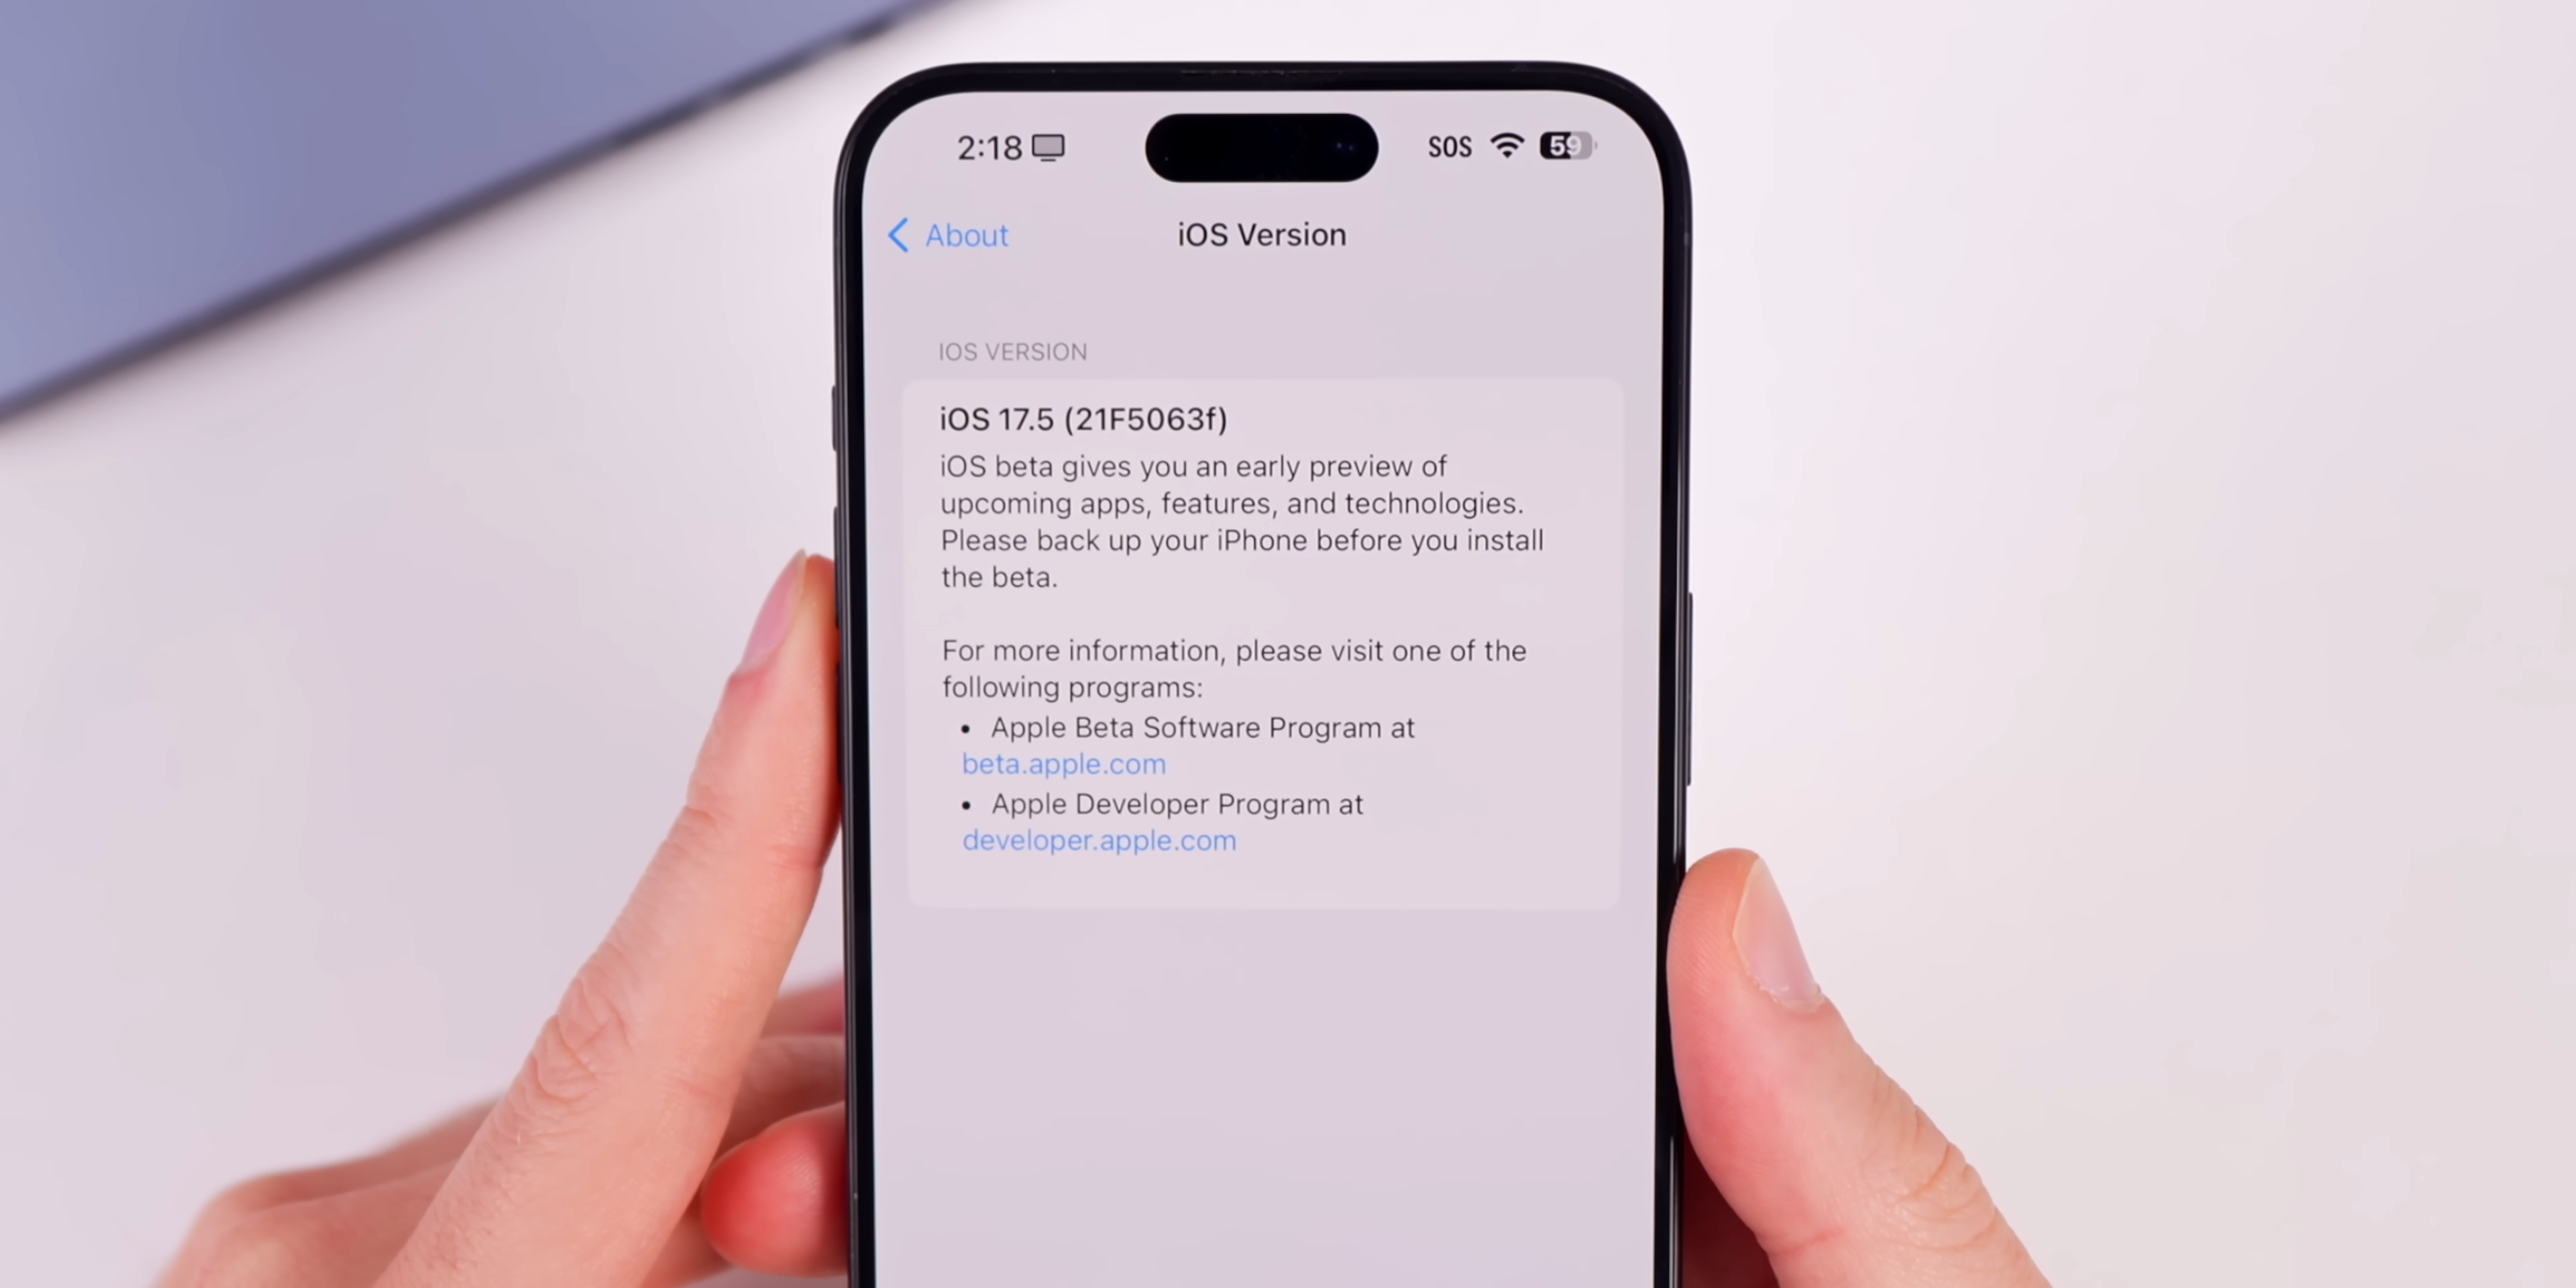 2:18 SOS 59
About iOS Version
IOS VERSION
iOS 17.5 (21F5063f)
iOS beta gives you an early preview of
upcoming apps, features, and technologies.
Please back up your iPhone before you install
the beta.
For more information, please visit one of the
following programs:
• Apple Beta Software Program at
beta.apple.com
• Apple Developer Program at
developer.apple.com